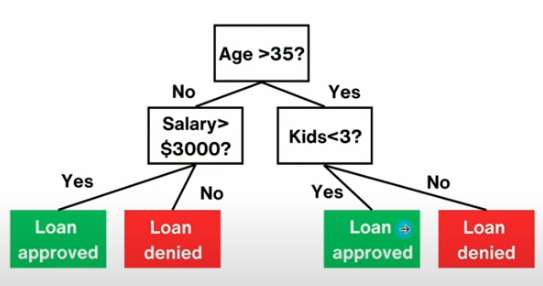 Age >35?
No
Yes
Salary>
$3000?
Kids<3?
Yes
No
Yes
No
Loan
approved
Loan
denied
Loan
approved
Loan
denied